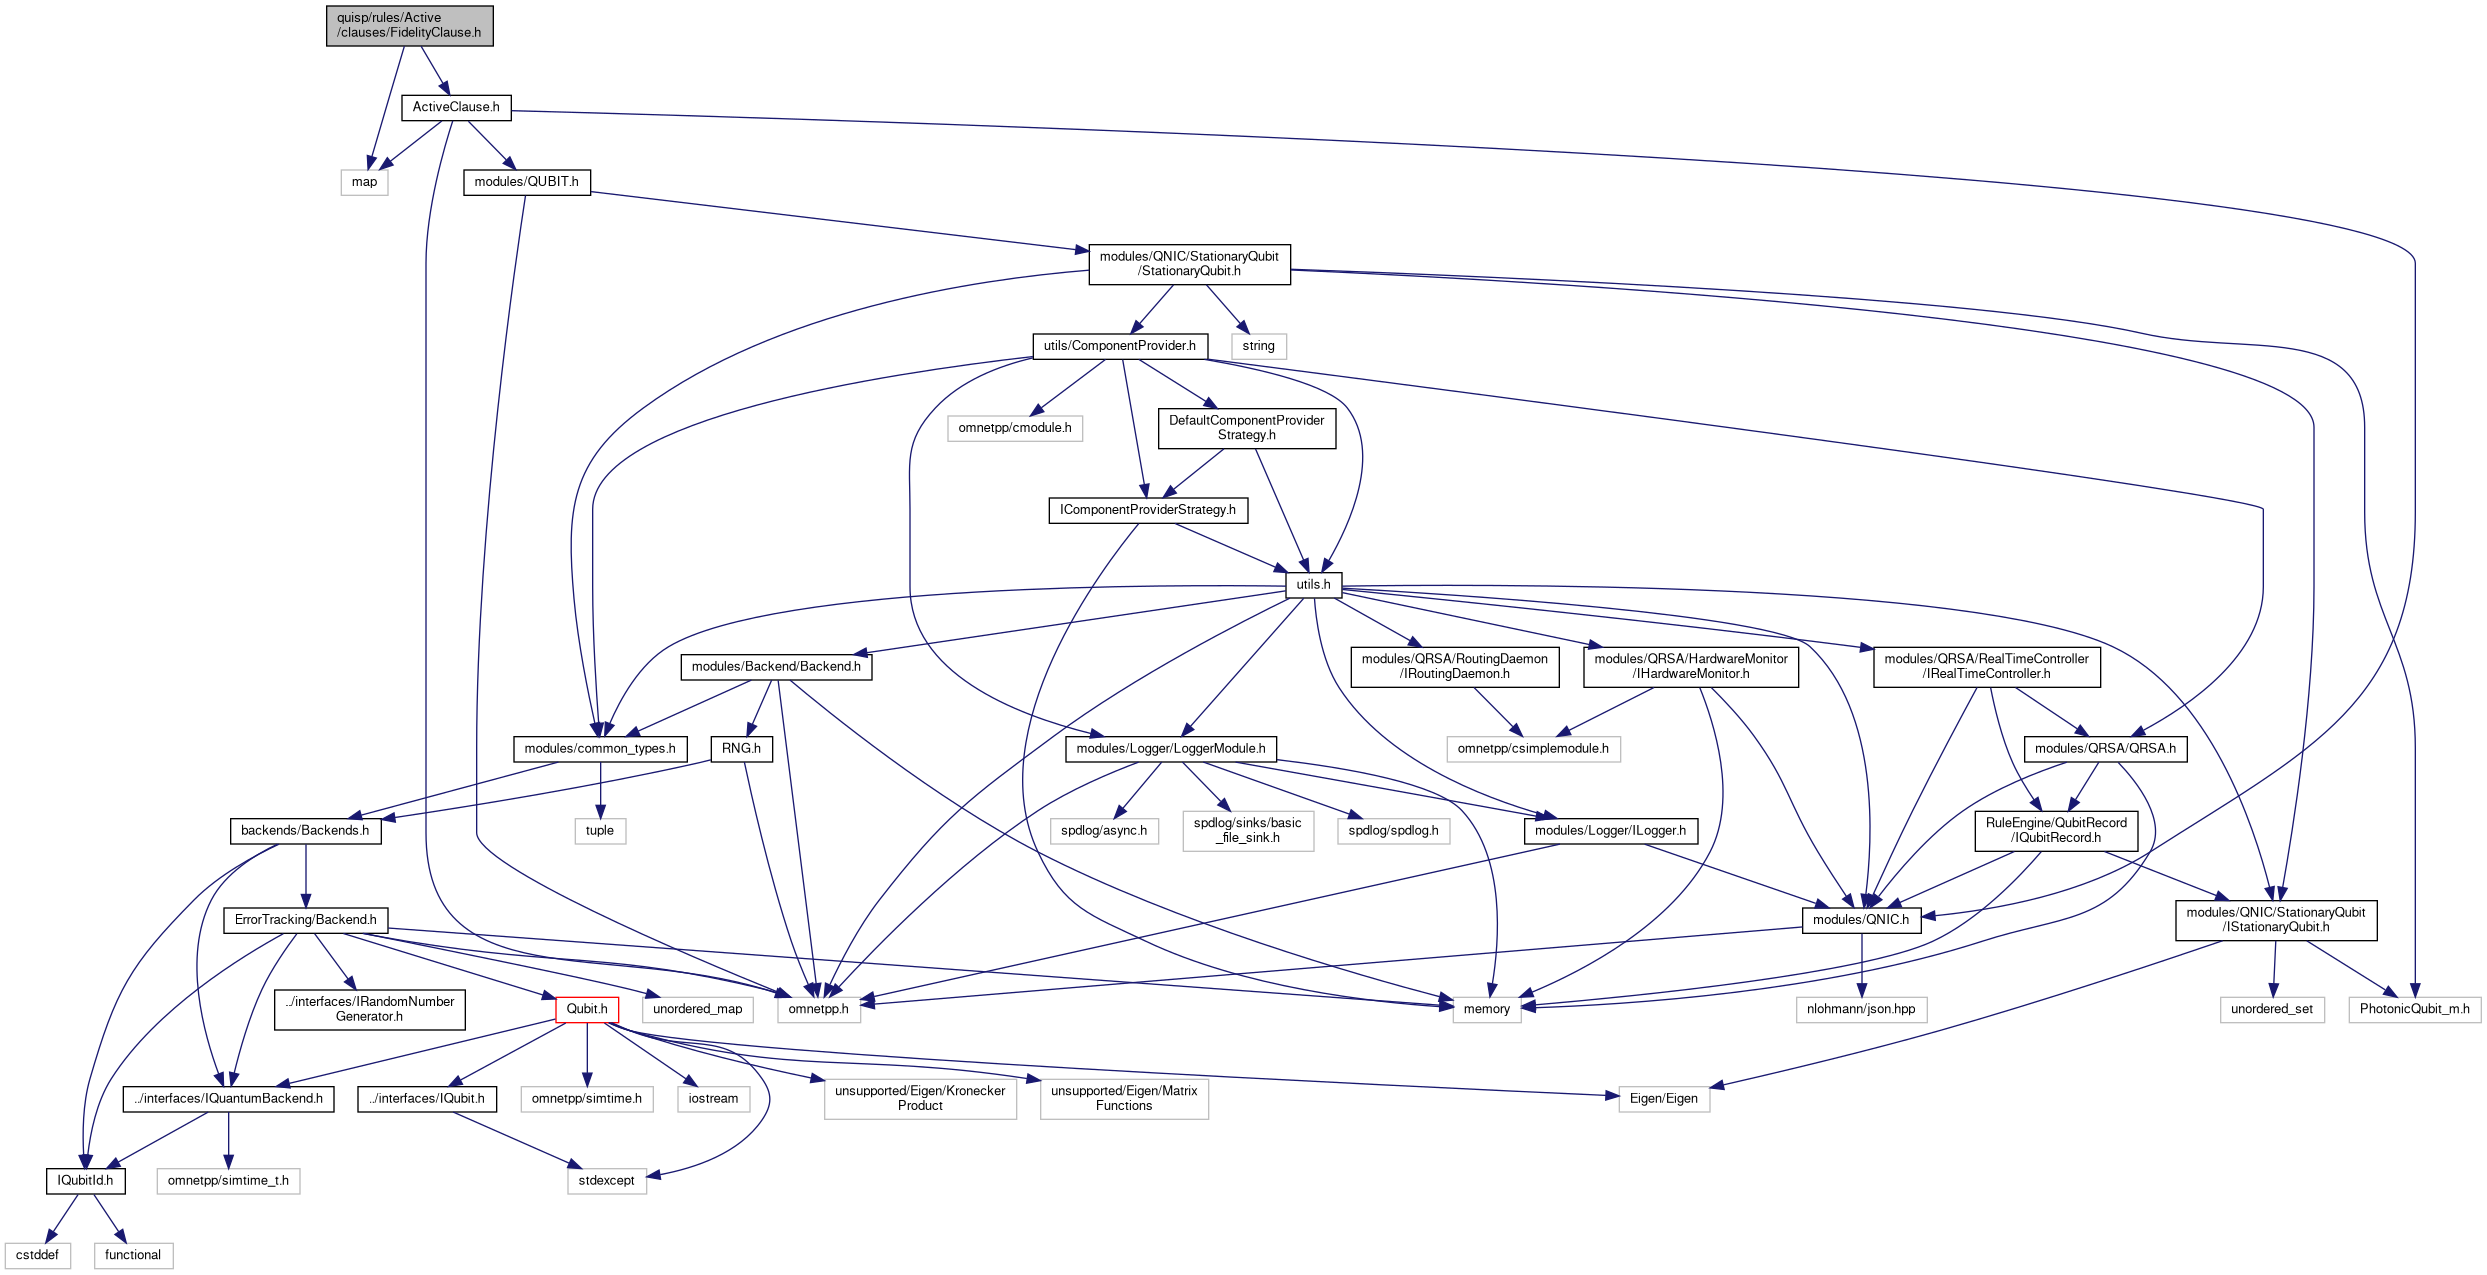 quisp/rules/Active
/clauses/FidelityClause.h
ActiveClause.h
map
modules/QUBIT.h
modules/QNIC/StationaryQubit
/StationaryQubit.h
utils/ComponentProvider.h
string
omnetpp/cmodule.h
DefaultComponentProvider
Strategy.h
IComponentProviderStrategy.h
utils.h
modules/Backend/Backend.h
modules/QRSA/RoutingDaemon
/IRoutingDaemon.h
modules/QRSA/HardwareMonitor
/IHardwareMonitor.h
modules/QRSA/RealTimeController
/IRealTimeController.h
modules/common_types.h
RNG.h
modules/Logger/LoggerModule.h
omnetpp/csimplemodule.h
modules/QRSA/QRSA.h
backends/Backends.h
tuple
spdlog/async.h
spdlog/sinks/basic
_file_sink.h
spdlog/spdlog.h
modules/Logger/ILogger.h
RuleEngine/QubitRecord
/IQubitRecord.h
ErrorTracking/Backend.h
modules/QNIC.h
modules/QNIC/StationaryQubit
/IStationaryQubit.h
../interfaces/IRandomNumber
Generator.h
Qubit.h
unordered_map
omnetpp.h
memory
nlohmann/json.hpp
unordered_set
PhotonicQubit_m.h
../interfaces/IQuantumBackend.h
../interfaces/IQubit.h
omnetpp/simtime.h
iostream
unsupported/Eigen/Kronecker
Product
unsupported/Eigen/Matrix
Functions
Eigen/Eigen
IQubitId.h
omnetpp/simtime_t.h
stdexcept
cstddef
functional